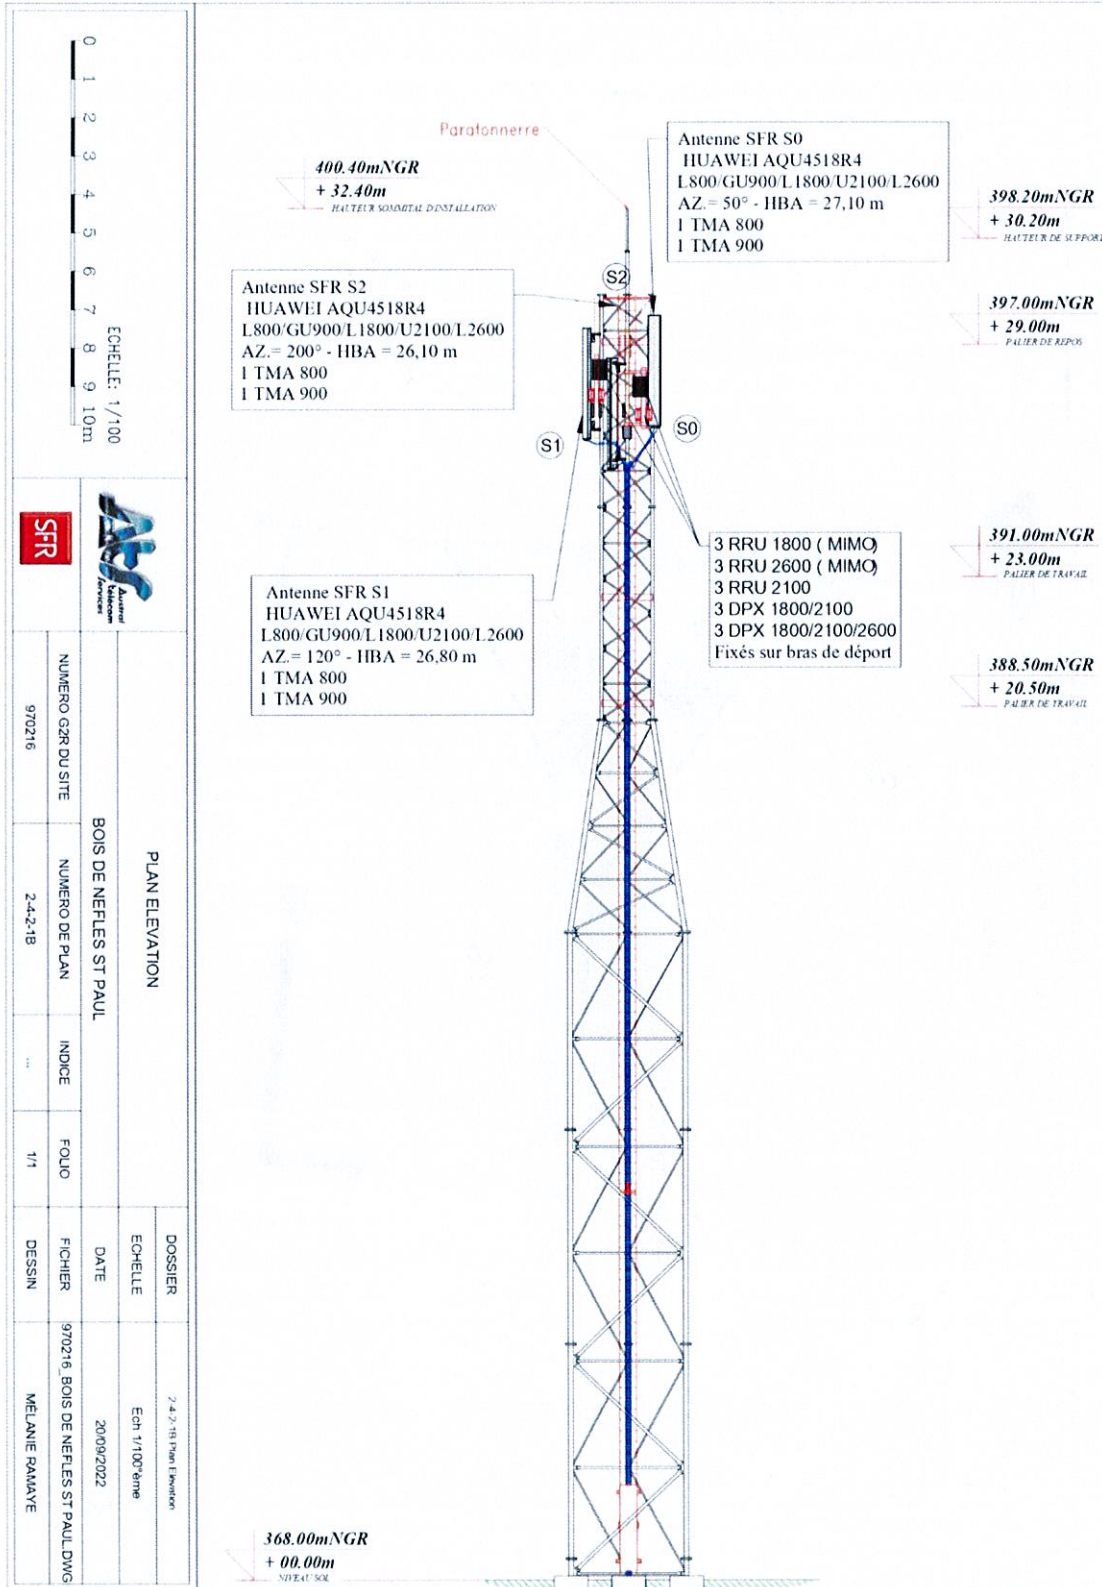 Paratonnerre
400.40mNGR
+ 32.40m
HAUTEUR SOMMITAL D'INSTALLATION
Antenne SFR S0
HUAWEI AQU4518R4
L800/GU900/L1800/U2100/L2600
AZ.= 50° - HBA = 27,10 m
1 TMA 800
1 TMA 900
398.20mNGR
+ 30.20m
HAUTEUR DE SUPPORT
Antenne SFR S2
HUAWEI AQU4518R4
L800/GU900/L1800/U2100/L2600
AZ.= 200° - HBA = 26,10 m
1 TMA 800
1 TMA 900
S2
397.00mNGR
+ 29.00m
PALIER DE REPOS
S1
S0
Antenne SFR S1
HUAWEI AQU4518R4
L800/GU900/L1800/U2100/L2600
AZ.= 120° - HBA = 26,80 m
1 TMA 800
1 TMA 900
3 RRU 1800 ( MIMO)
3 RRU 2600 ( MIMO)
3 RRU 2100
3 DPX 1800/2100
3 DPX 1800/2100/2600
Fixés sur bras de départ
391.00mNGR
+ 23.00m
PALIER DE TRAVAIL
388.50mNGR
+ 20.50m
PALIER DE TRAVAIL
368.00mNGR
+ 00.00m
NIVEAU SOL
0 1 2 3 4 5 6 7 8 9 10m
ECHELLE: 1/100
AtS
Austral
télécom
services
SFR
PLAN ELEVATION
BOIS DE NEFLES ST PAUL
NUMERO G2R DU SITE
NUMERO DE PLAN
INDICE
FOLIO
970216
2-4-2-1B
...
1/1
DOSSIER
2-4-2-1B Plan Elevation
ECHELLE
Ech 1/100°ème
DATE
20/09/2022
FICHIER
970216_BOIS DE NEFLES ST PAUL.DWG
DESSIN
MÉLANIE RAMAYE